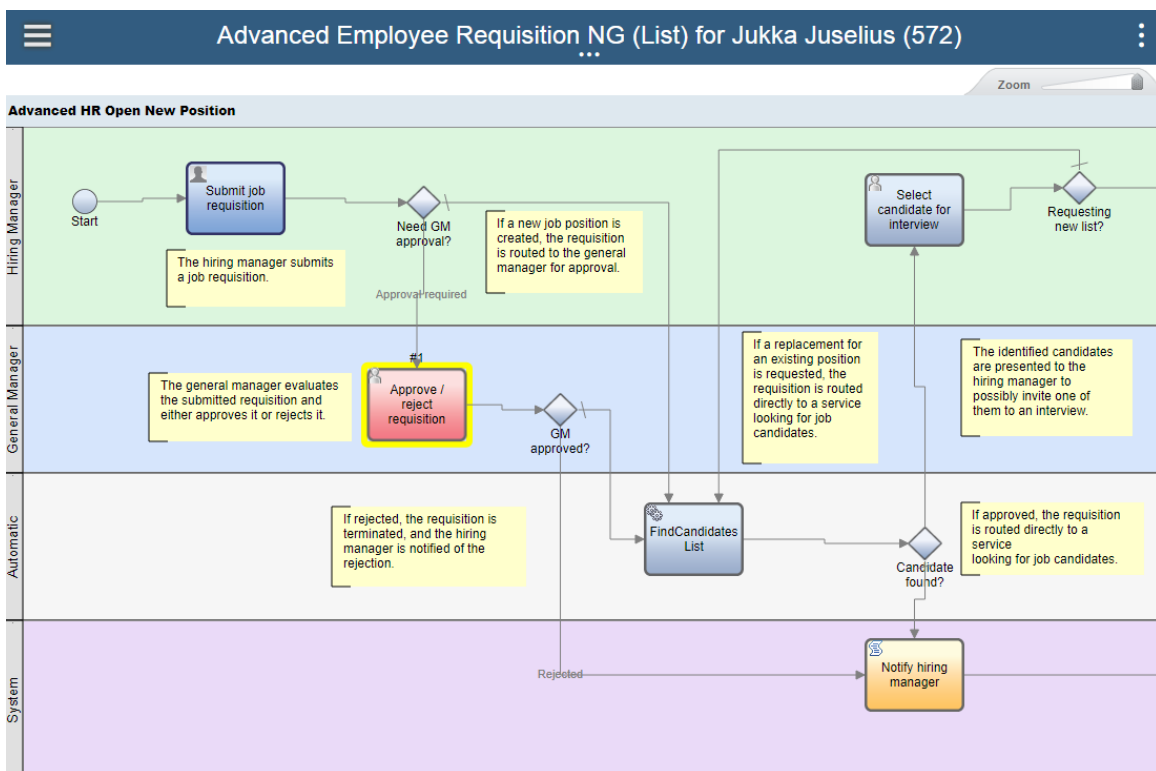 Advanced Employee Requisition NG (List) for Jukka Juselius (572)
Zoom
Advanced HR Open New Position
Hiring Manager
Start
Submit job
requisition
Need GM
approval?
The hiring manager submits
a job requisition.
If a new job position is
created, the requisition
is routed to the general
manager for approval.
Approval required
Select
candidate for
interview
Requesting
new list?
General Manager
The general manager evaluates
the submitted requisition and
either approves it or rejects it.
#1
Approve /
reject
requisition
GM
approved?
If a replacement for
an existing position
is requested, the
requisition is routed
directly to a service
looking for job
candidates.
The identified candidates
are presented to the
hiring manager to
possibly invite one of
them to an interview.
Automatic
If rejected, the requisition is
terminated, and the hiring
manager is notified of the
rejection.
FindCandidates
List
Candidate
found?
If approved, the requisition
is routed directly to a
service
looking for job candidates.
System
Rejected
Notify hiring
manager